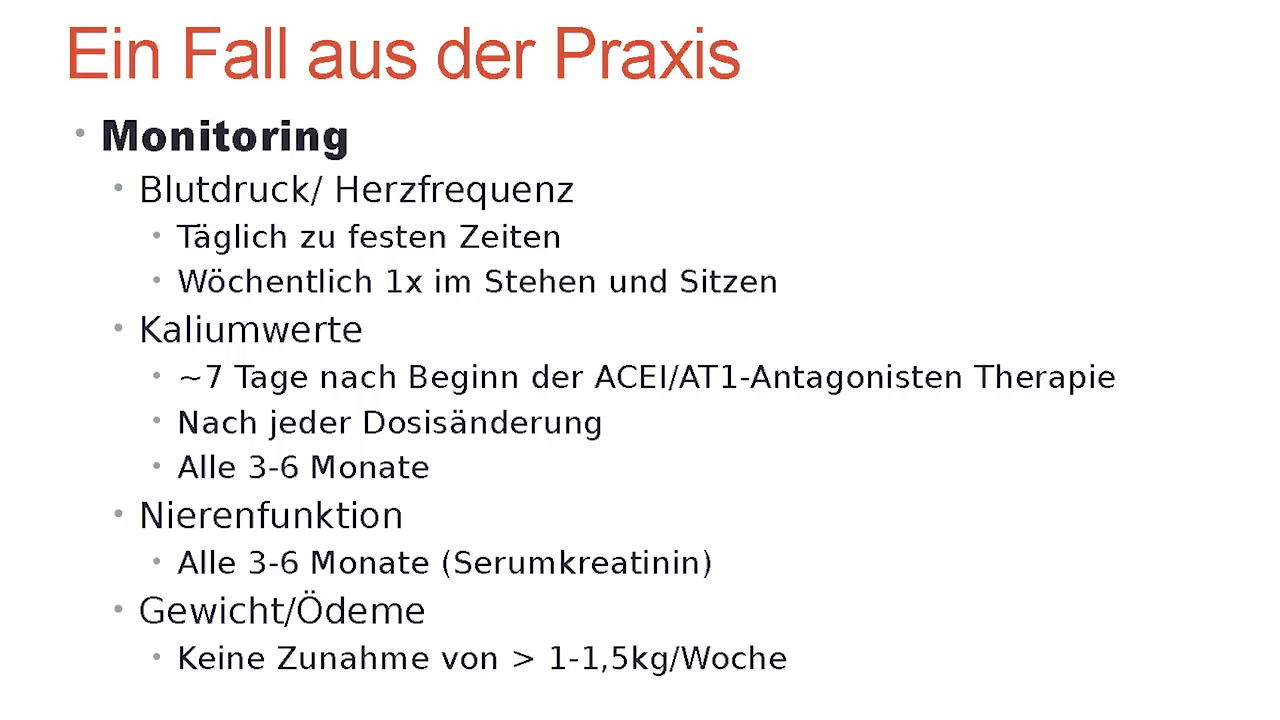 Ein Fall aus der Praxis
• Monitoring
• Blutdruck/ Herzfrequenz
• Täglich zu festen Zeiten
• Wöchentlich 1x im Stehen und Sitzen
• Kaliumwerte
• ~7 Tage nach Beginn der ACEI/AT1-Antagonisten Therapie
• Nach jeder Dosisänderung
• Alle 3-6 Monate
• Nierenfunktion
• Alle 3-6 Monate (Serumkreatinin)
• Gewicht/Ödeme
• Keine Zunahme von > 1-1,5kg/Woche